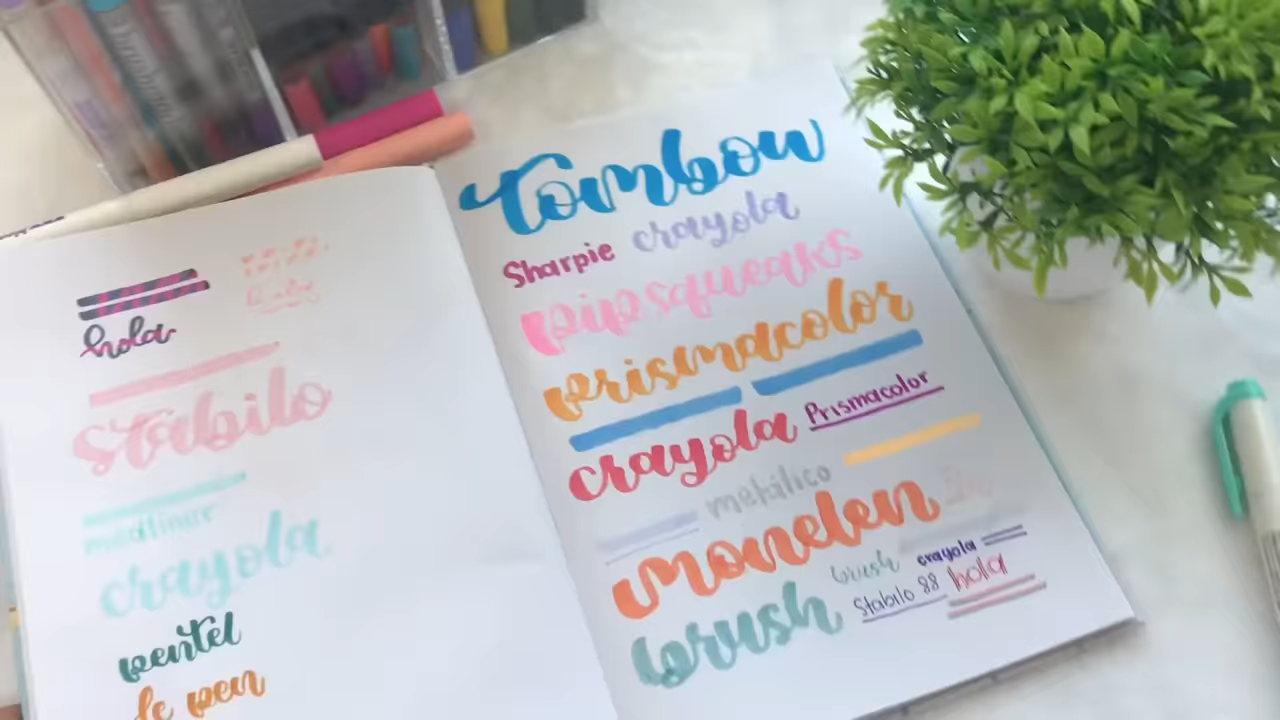 hola
stabilo
mildliner
crayola
pentel
le pen
Tombow
Sharpie crayola
pipsqueaks
prismacolor
crayola Prismacolor
metálico
monelen
brush crayola
Stabilo 88 hola
brush